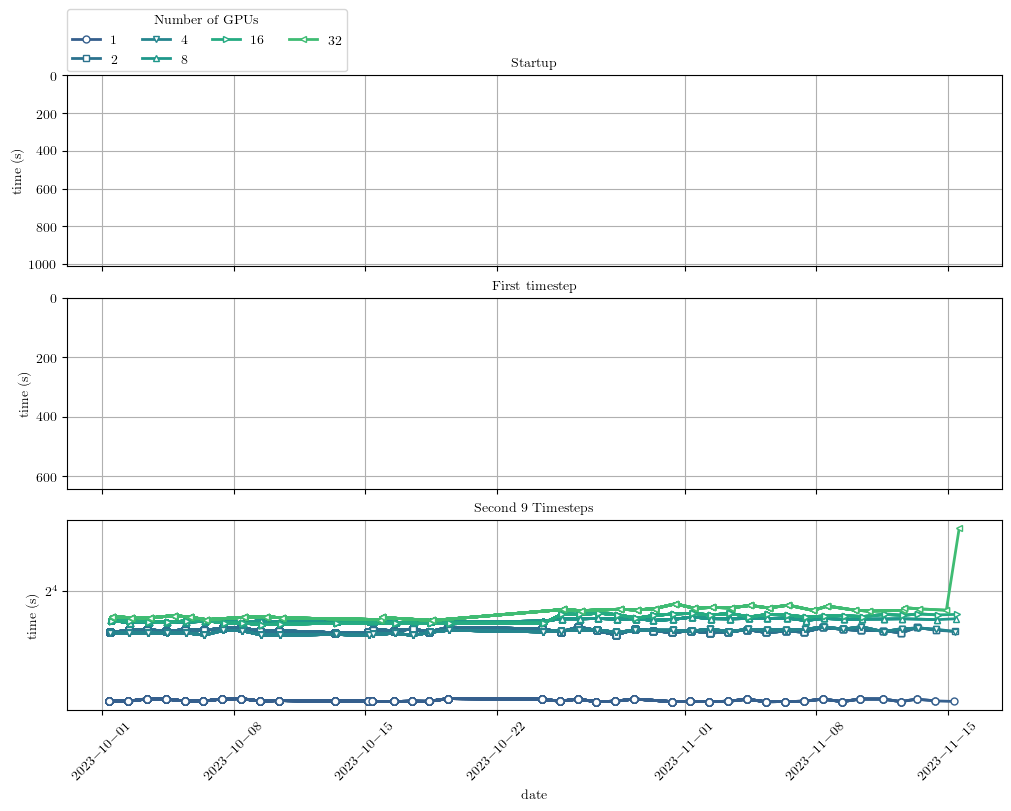 Number of GPUs
1 4 16 32
2 8
Startup
0
200
400
600
800
1000
time (s)
First timestep
0
200
400
600
time (s)
Second 9 Timesteps
2^4
time (s)
2023−10−01 2023−10−08 2023−10−15 2023−10−22 2023−11−01 2023−11−08 2023−11−15
date